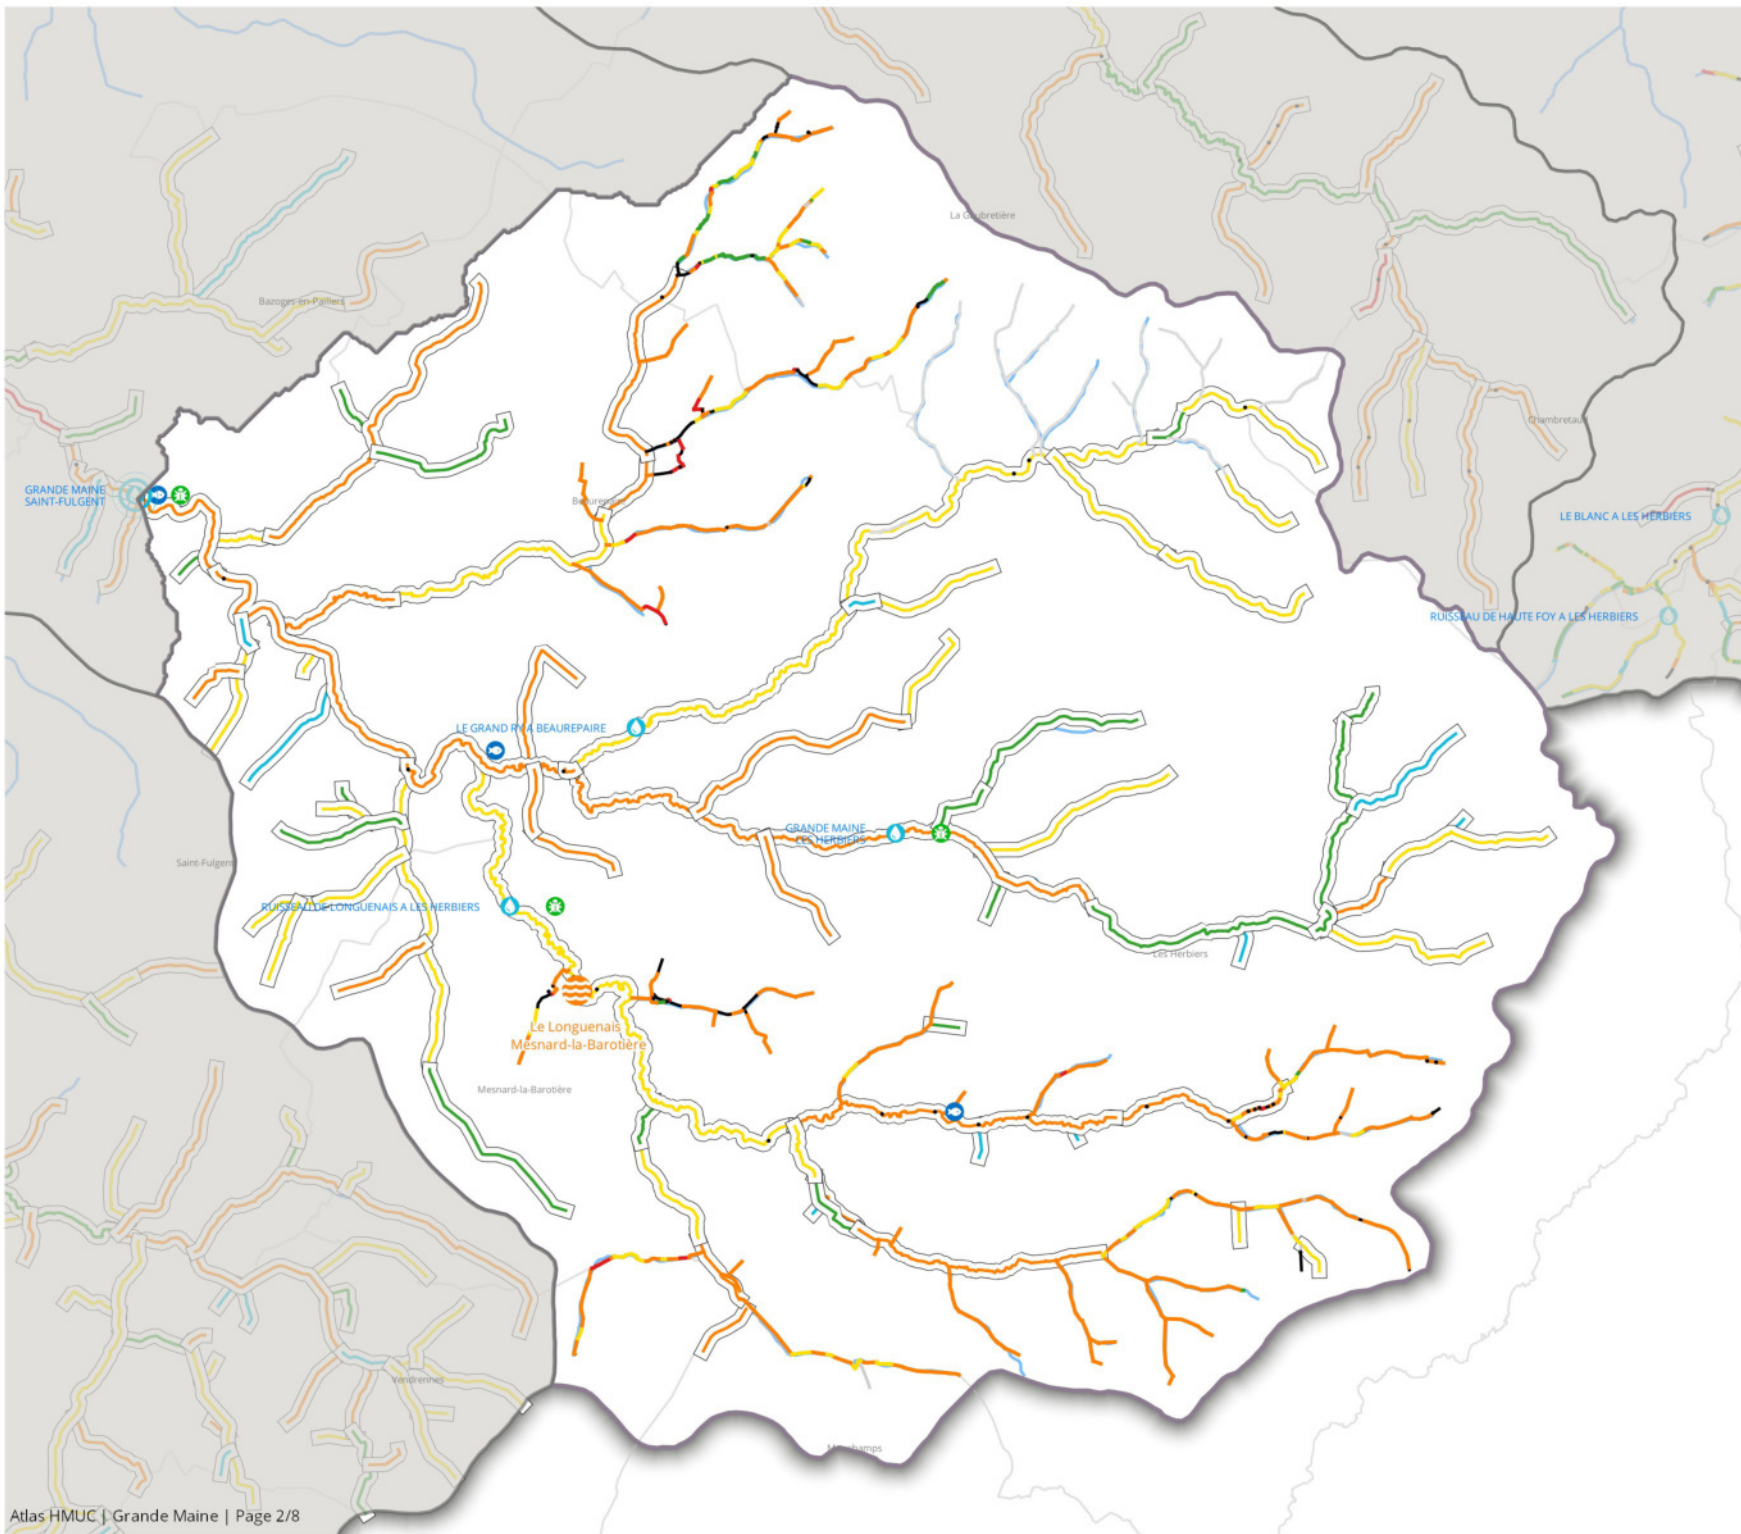 La Gaubretière
Bazoges-en-Paillers
Chambretaud
GRANDE MAINE
SAINT-FULGENT
Beaurepaire
LE BLANC A LES HERBIERS
RUISSEAU DE HAUTE FOY A LES HERBIERS
LE GRAND RY A BEAUREPAIRE
GRANDE MAINE
LES HERBIERS
Saint-Fulgent
RUISSEAU DE LONGUENAIS A LES HERBIERS
Les Herbiers
Le Longuenais
Mesnard-la-Barotière
Mesnard-la-Barotière
Vendrennes
Atlas HMUC | Grande Maine | Page 2/8